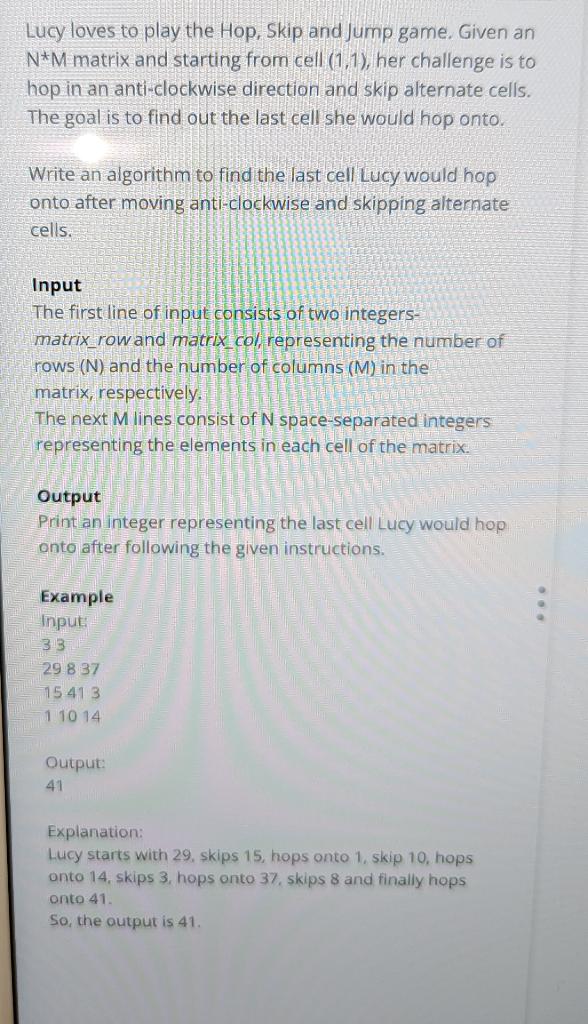 Lucy loves to play the Hop, Skip and Jump game. Given an
N*M matrix and starting from cell (1,1), her challenge is to
hop in an anti-clockwise direction and skip alternate cells.
The goal is to find out the last cell she would hop onto.
Write an algorithm to find the last cell Lucy would hop
onto after moving anti-clockwise and skipping alternate
cells.
Input
The first line of input consists of two integers-
matrix_row and matrix_col, representing the number of
rows (N) and the number of columns (M) in the
matrix, respectively.
The next M lines consist of N space-separated integers
representing the elements in each cell of the matrix.
Output
Print an integer representing the last cell Lucy would hop
onto after following the given instructions.
Example
Input:
3 3
29 8 37
15 41 3
1 10 14
Output:
41
Explanation:
Lucy starts with 29, skips 15, hops onto 1, skip 10, hops
onto 14, skips 3, hops onto 37, skips 8 and finally hops
onto 41.
So, the output is 41.